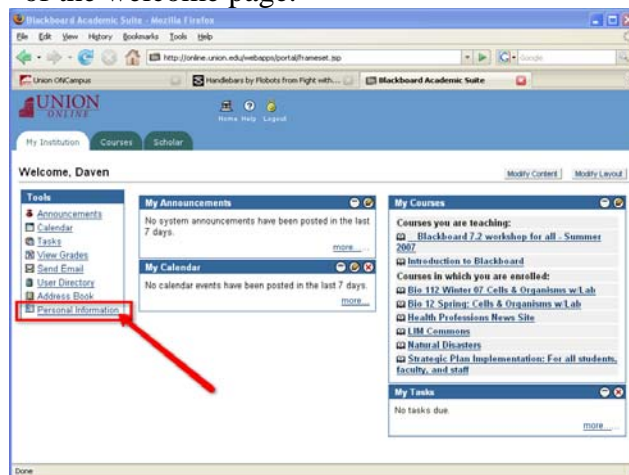 of the welcome page.
Blackboard Academic Suite - Mozilla Firefox
File Edit View History Bookmarks Tools Help
http://online.union.edu/webapps/portal/frameset.jsp
Google
Union ONCampus
Handlebars by Flobots from Fight with...
Blackboard Academic Suite
UNION
ONLINE
Home Help Logout
My Institution Courses Scholar
Welcome, Daven
Modify Content Modify Layout
Tools
Announcements
Calendar
Tasks
View Grades
Send Email
User Directory
Address Book
Personal Information
My Announcements
No system announcements have been posted in the last
7 days.
more...
My Calendar
No calendar events have been posted in the last 7 days.
more...
My Courses
Courses you are teaching:
Blackboard 7.2 workshop for all - Summer
2007
Introduction to Blackboard
Courses in which you are enrolled:
Bio 112 Winter 07 Cells & Organisms w/Lab
Bio 12 Spring: Cells & Organisms w/Lab
Health Professions News Site
LIM Commons
Natural Disasters
Strategic Plan Implementation: For all students,
faculty, and staff
My Tasks
No tasks due.
more...
Done